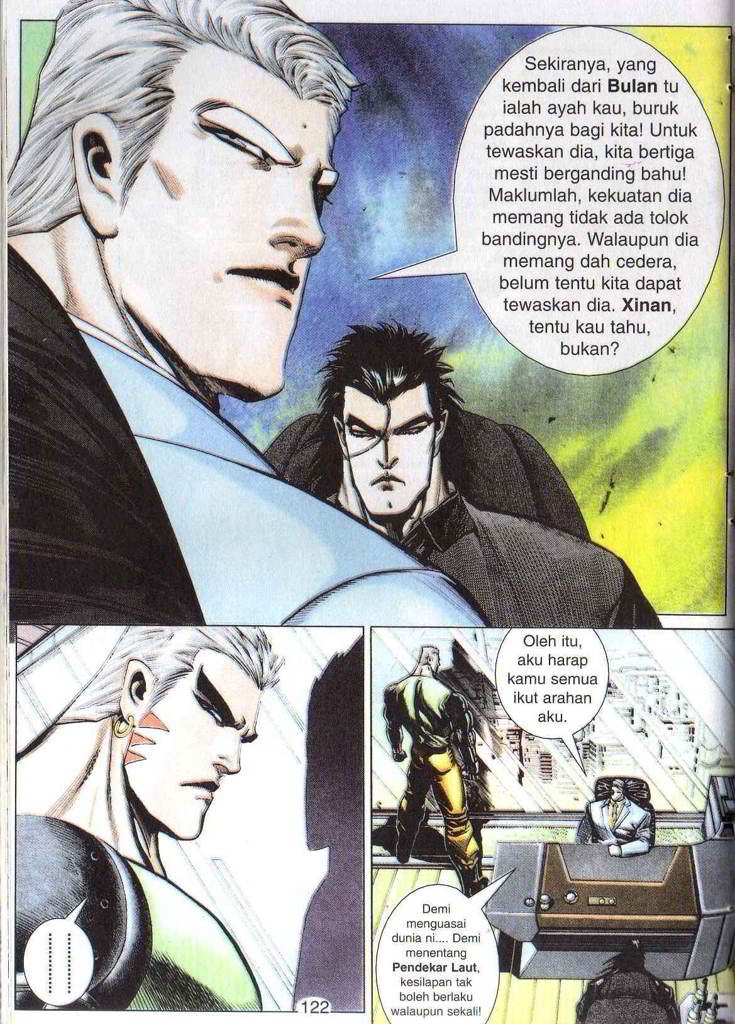 Sekiranya, yang
kembali dari Bulan tu
ialah ayah kau, buruk
padahnya bagi kita! Untuk
tewaskan dia, kita bertiga
mesti berganding bahu!
Maklumlah, kekuatan dia
memang tidak ada tolok
bandingnya. Walaupun dia
memang dah cedera,
belum tentu kita dapat
tewaskan dia. Xinan,
tentu kau tahu,
bukan?
Oleh itu,
aku harap
kamu semua
ikut arahan
aku.
Demi
menguasai
dunia ni.... Demi
menentang
Pendekar Laut,
kesilapan tak
boleh berlaku
walaupun sekali!
122